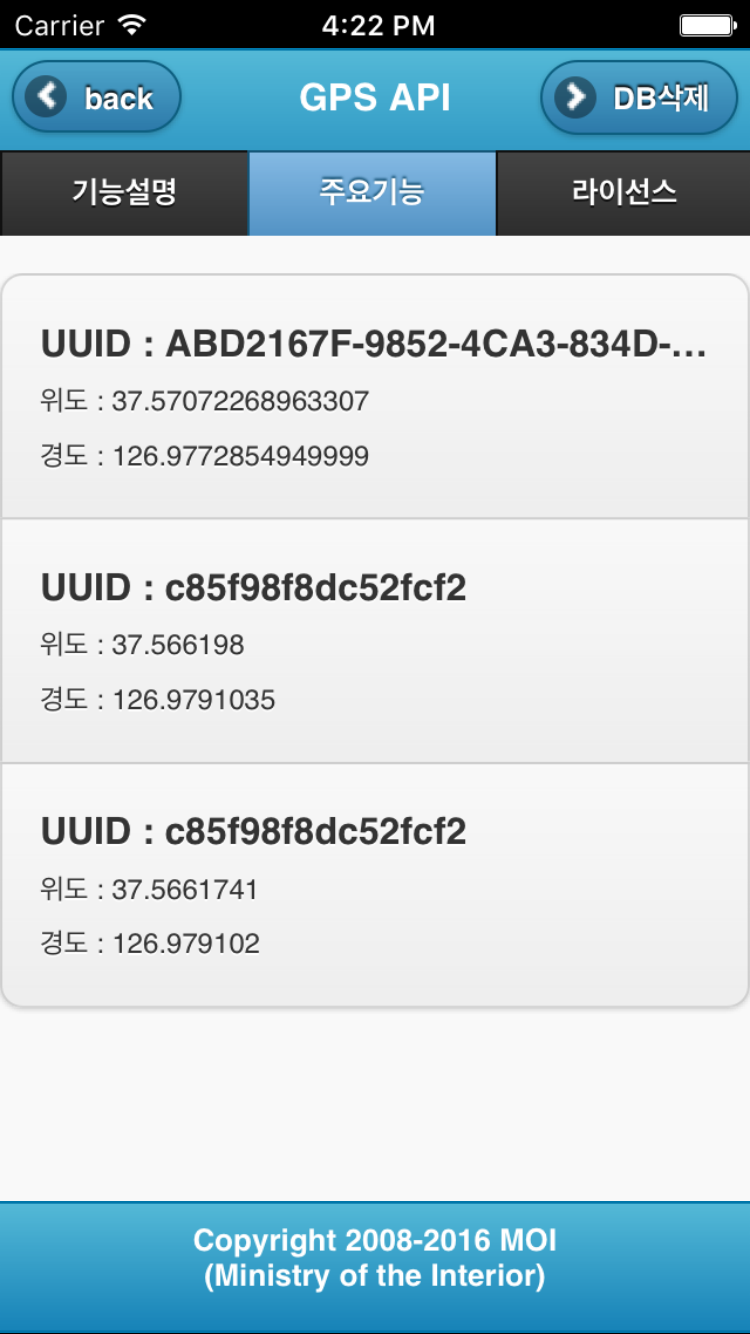 Carrier 4:22 PM
back GPS API DB삭제
기능설명 주요기능 라이선스
UUID : ABD2167F-9852-4CA3-834D-...
위도 : 37.57072268963307
경도 : 126.9772854949999
UUID : c85f98f8dc52fcf2
위도 : 37.566198
경도 : 126.9791035
UUID : c85f98f8dc52fcf2
위도 : 37.5661741
경도 : 126.979102
Copyright 2008-2016 MOI
(Ministry of the Interior)